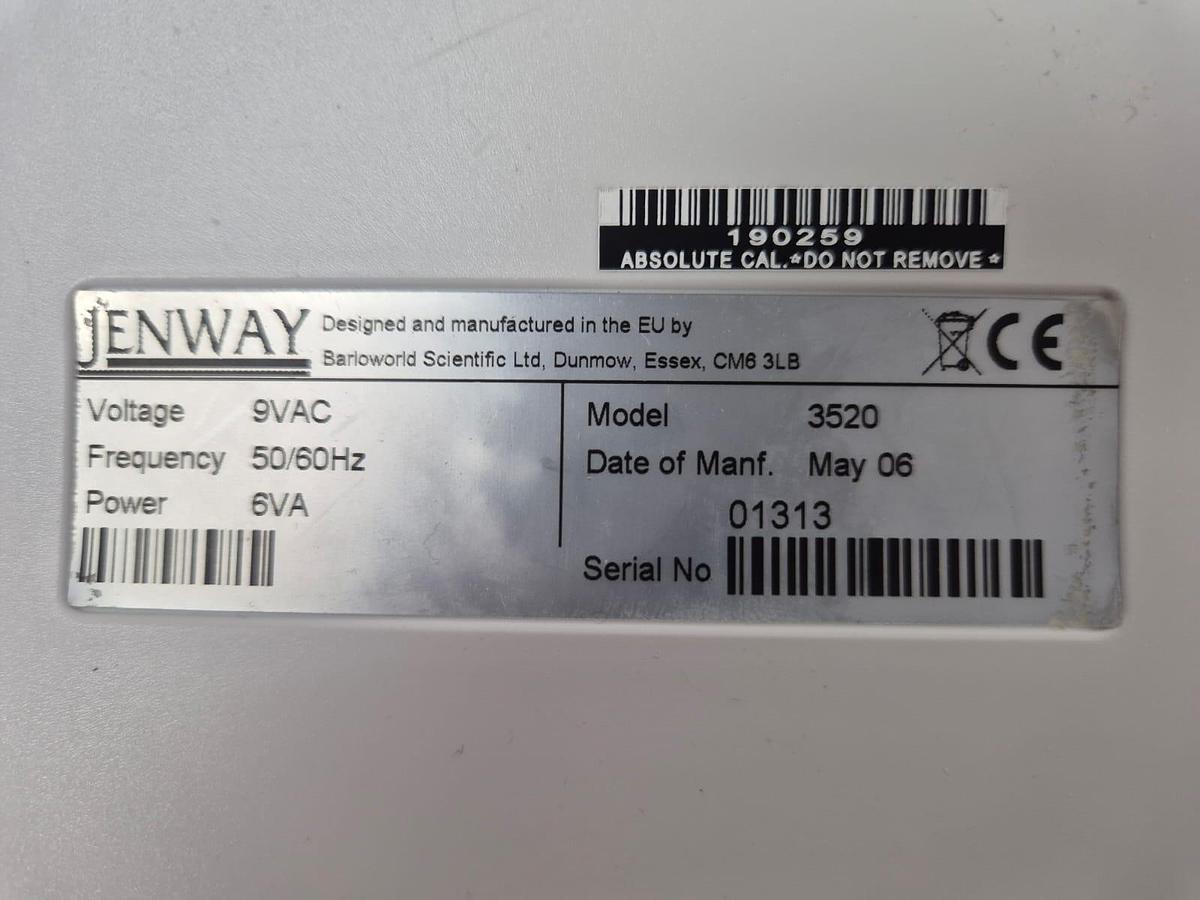 190259
ABSOLUTE CAL.*DO NOT REMOVE *
JENWAY
Designed and manufactured in the EU by
Barloworld Scientific Ltd, Dunmow, Essex, CM6 3LB
CE
Voltage 9VAC
Frequency 50/60Hz
Power 6VA
Model 3520
Date of Manf. May 06
01313
Serial No